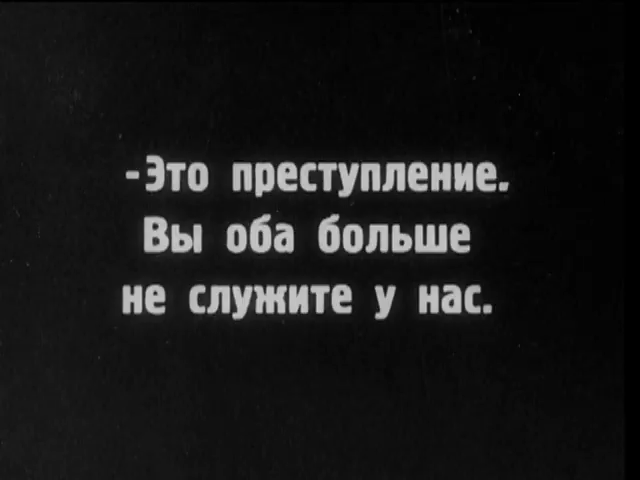 -Это преступление.
Вы оба больше
не служите у нас.